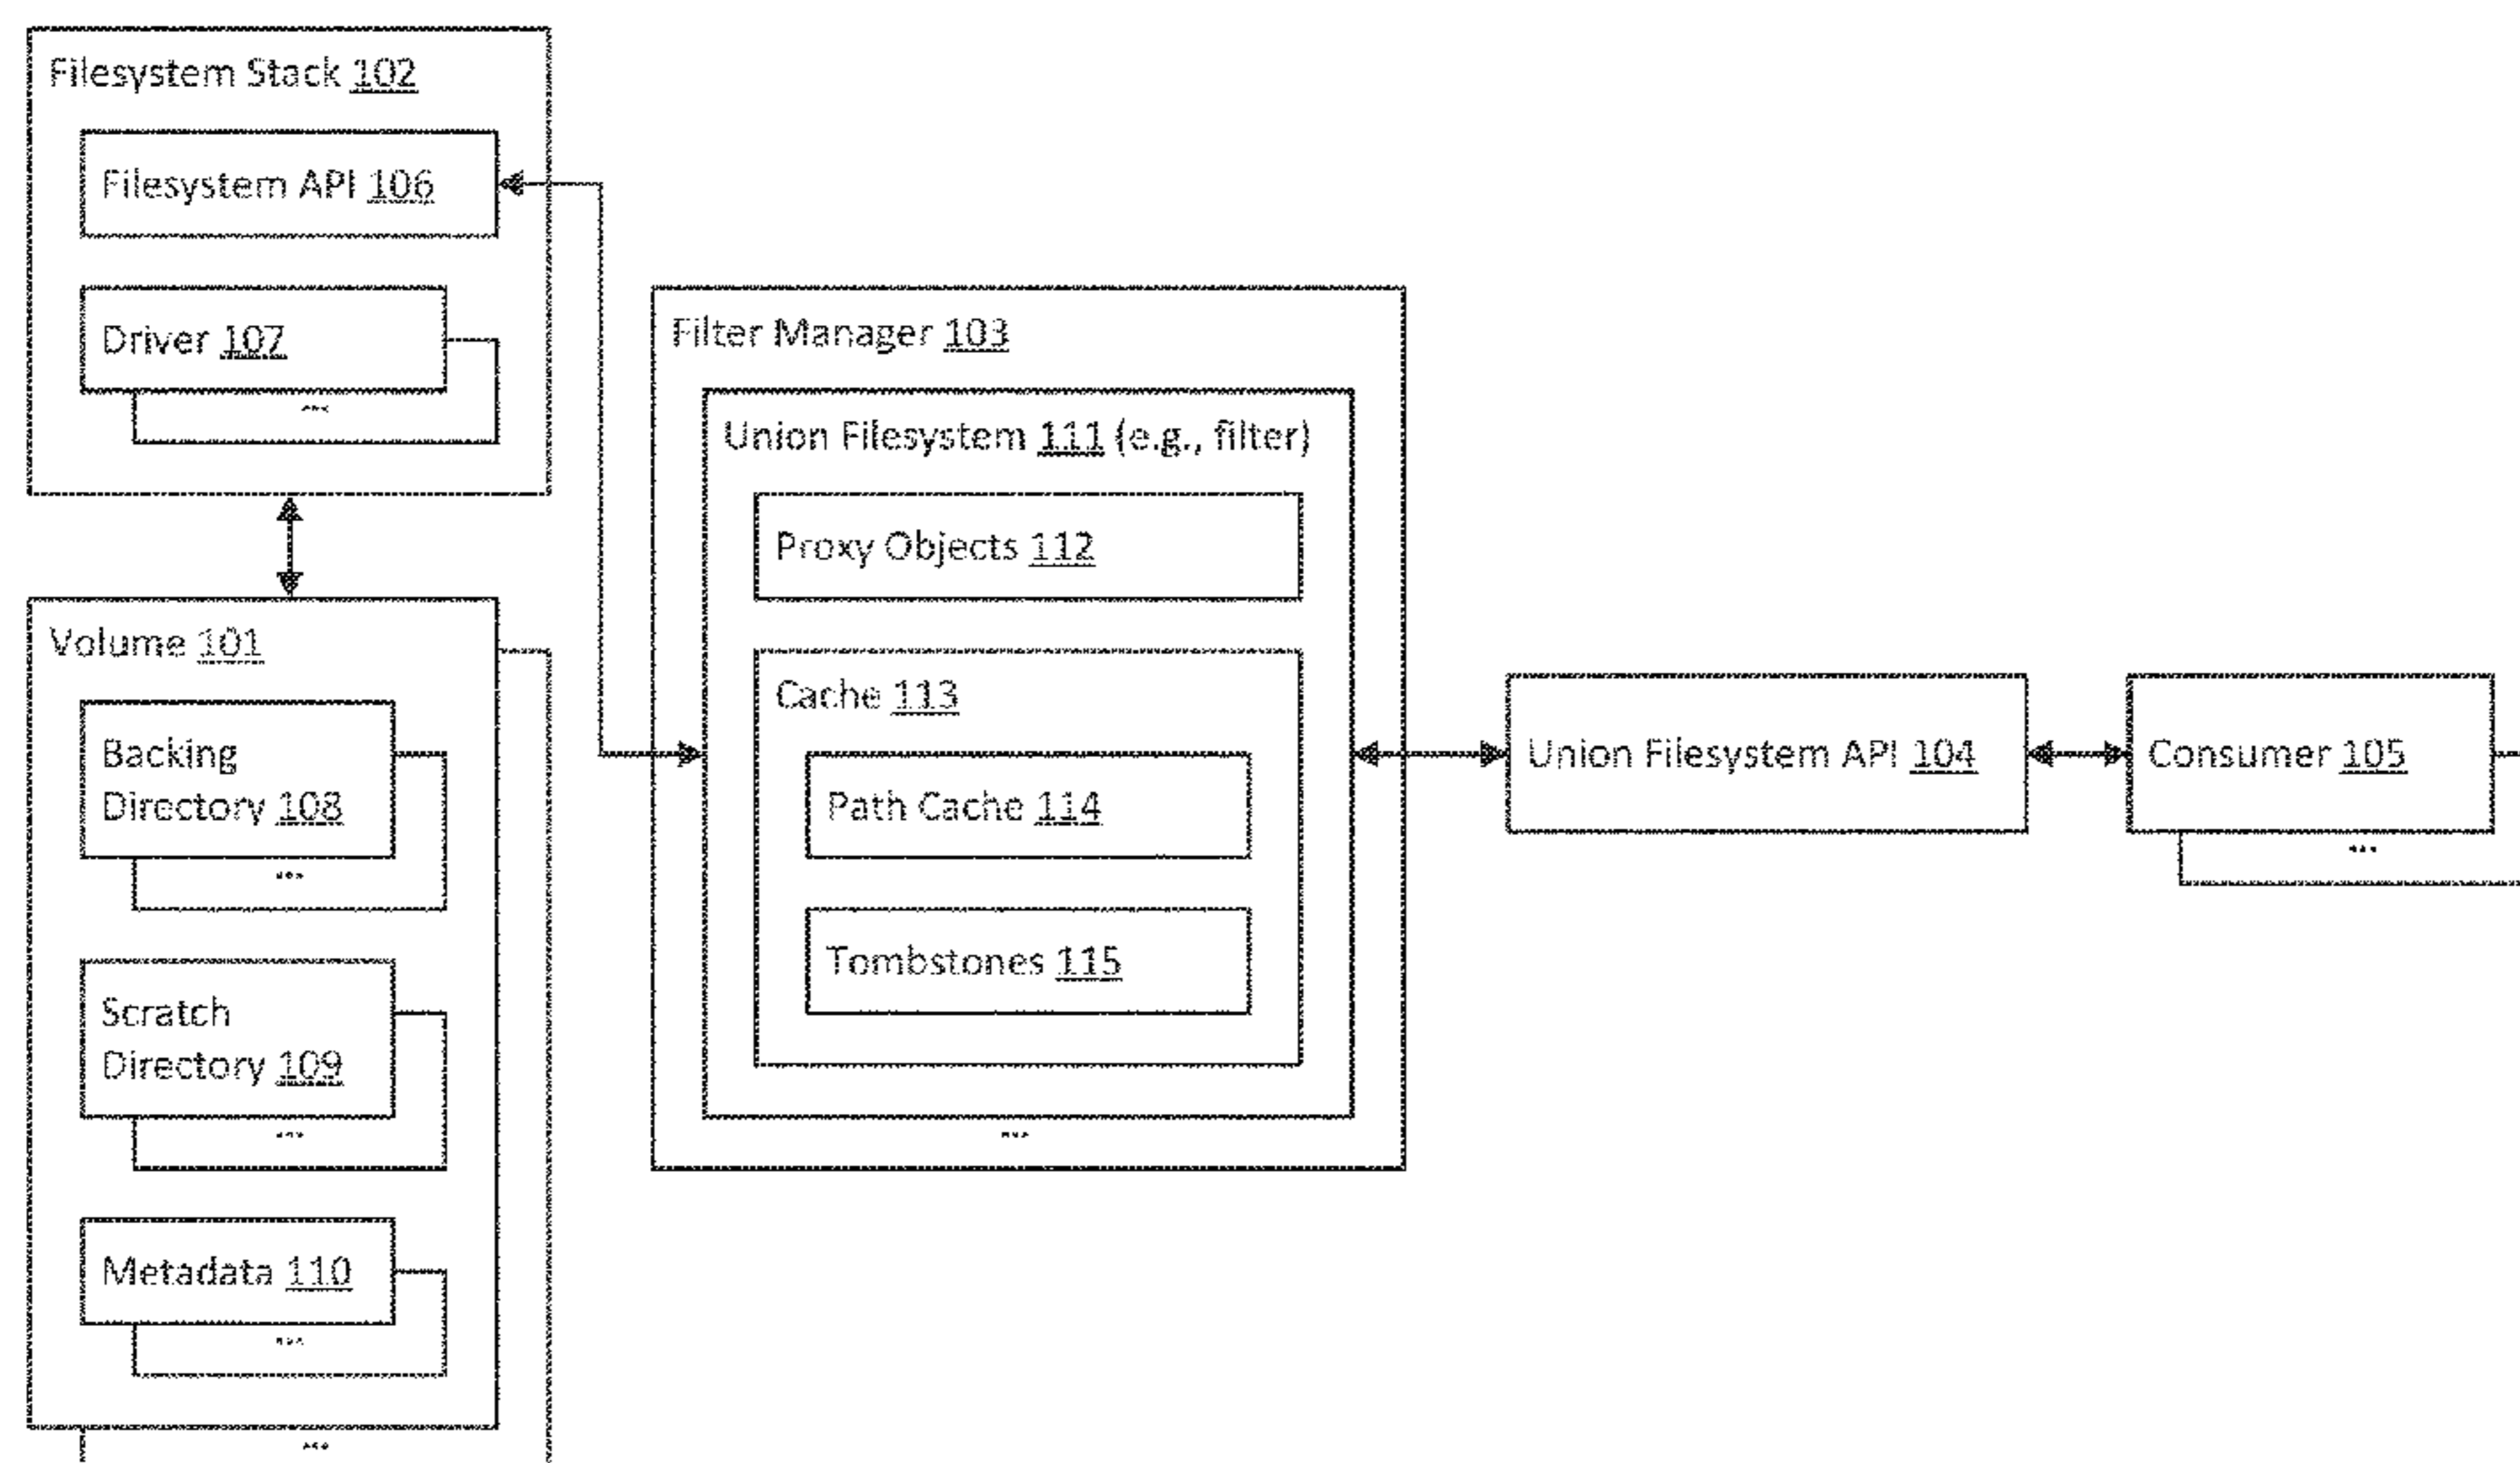 Filesystem Stack 102
Filesystem API 106
Driver 107
...
Volume 101
Backing
Directory 108
...
Scratch
Directory 109
...
Metadata 110
...
...
Filter Manager 103
Union Filesystem 111 (e.g., filter)
Proxy Objects 112
Cache 113
Path Cache 114
Tombstones 115
...
Union Filesystem API 104
Consumer 105
...